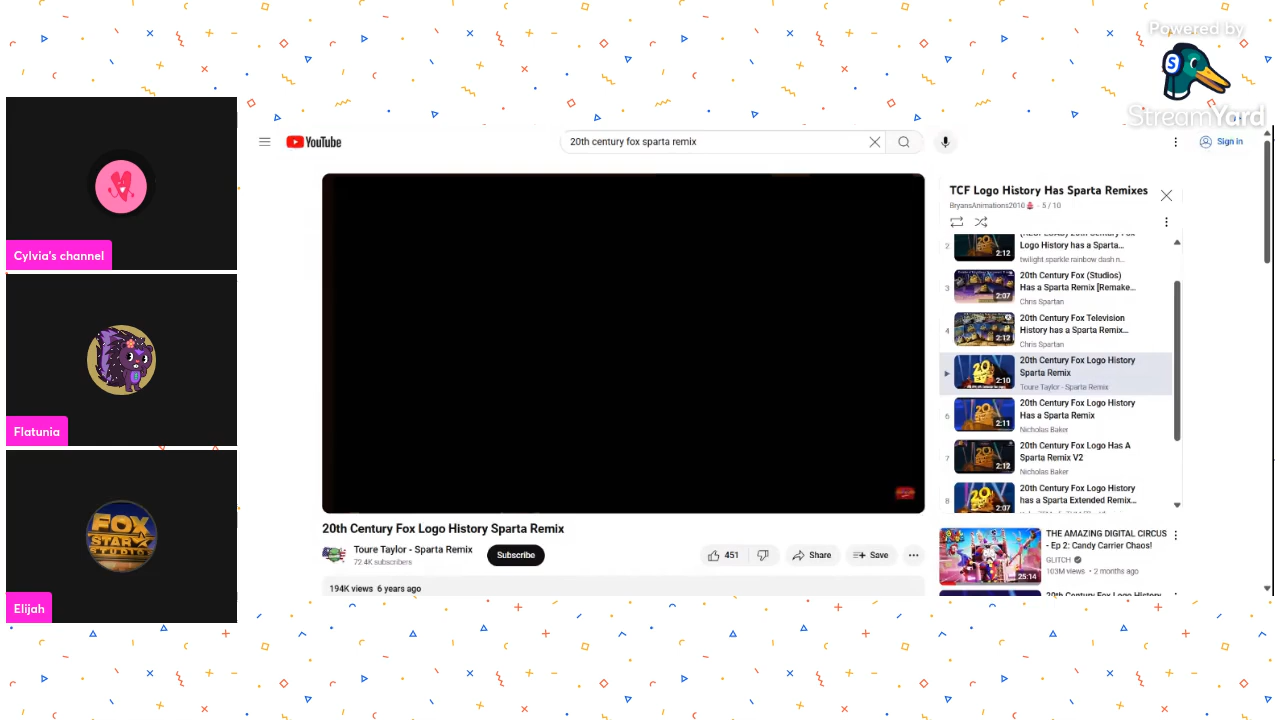 Powered by
StreamYard
YouTube
20th century fox sparta remix
Sign in
Cylvia's channel
Flatunia
FOX
STAR
STUDIOS
Elijah
TCF Logo History Has Sparta Remixes
BryansAnimations2010 - 5 / 10
2
Logo History has a Sparta...
twilight sparkle rainbow dash n...
2:12
3
20th Century Fox (Studios)
Has a Sparta Remix [Remake...
Chris Spartan
2:07
4
20th Century Fox Television
History has a Sparta Remix...
Chris Spartan
2:12
20th Century Fox Logo History
Sparta Remix
Toure Taylor - Sparta Remix
2:10
6
20th Century Fox Logo History
Has a Sparta Remix
Nicholas Baker
2:11
7
20th Century Fox Logo Has A
Sparta Remix V2
Nicholas Baker
2:12
8
20th Century Fox Logo History
has a Sparta Extended Remix...
2:07
20th Century Fox Logo History Sparta Remix
Toure Taylor - Sparta Remix
72.4K subscribers
Subscribe
451
Share
Save
194K views 6 years ago
THE AMAZING DIGITAL CIRCUS
- Ep 2: Candy Carrier Chaos!
GLITCH
103M views • 2 months ago
25:14
20th Century Fox Logo History